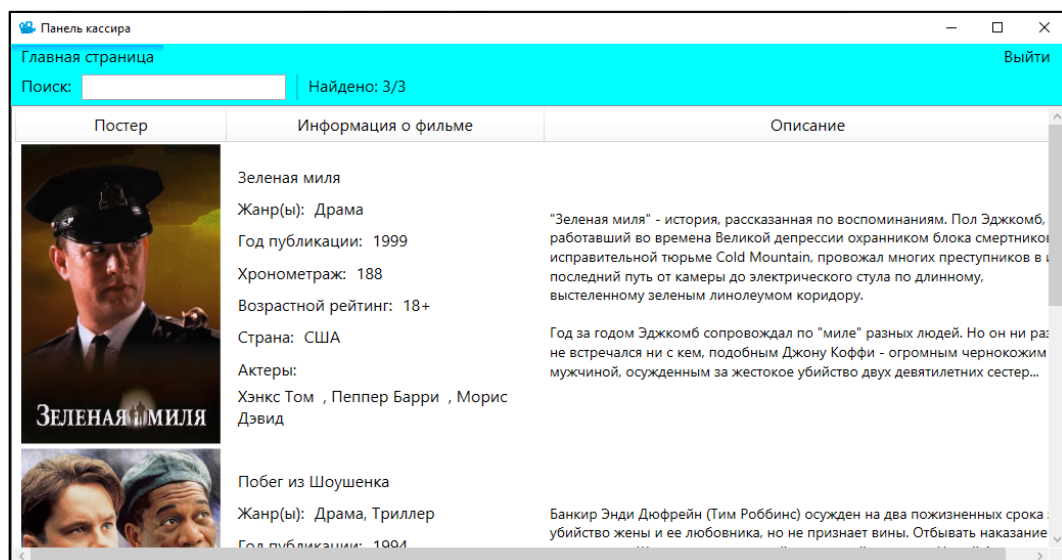 Панель кассира
Главная страница
Выйти
Поиск:
Найдено: 3/3
Постер
Информация о фильме
Описание
ЗЕЛЕНАЯ МИЛЯ
Зеленая миля
Жанр(ы): Драма
Год публикации: 1999
Хронометраж: 188
Возрастной рейтинг: 18+
Страна: США
Актеры:
Хэнкс Том , Пеппер Барри , Морис
Дэвид
"Зеленая миля" - история, рассказанная по воспоминаниям. Пол Эджкомб,
работавший во времена Великой депрессии охранником блока смертников
исправительной тюрьме Cold Mountain, провожал многих преступников в
последний путь от камеры до электрического стула по длинному,
выстеленному зеленым линолеумом коридору.
Год за годом Эджкомб сопровождал по "миле" разных людей. Но он ни раз
не встречался ни с кем, подобным Джону Коффи - огромным чернокожим
мужчиной, осужденным за жестокое убийство двух девятилетних сестер...
Побег из Шоушенка
Жанр(ы): Драма, Триллер
Год публикации: 1994
Банкир Энди Дюфрейн (Тим Роббинс) осужден на два пожизненных срока
убийство жены и ее любовника, но не признает вины. Отбывать наказание